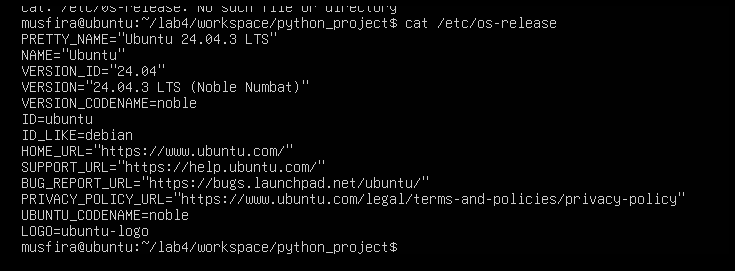 cat: /etc/os-release: No such file or directory
musfira@ubuntu:~/lab4/workspace/python_project$ cat /etc/os-release
PRETTY_NAME="Ubuntu 24.04.3 LTS"
NAME="Ubuntu"
VERSION_ID="24.04"
VERSION="24.04.3 LTS (Noble Numbat)"
VERSION_CODENAME=noble
ID=ubuntu
ID_LIKE=debian
HOME_URL="https://www.ubuntu.com/"
SUPPORT_URL="https://help.ubuntu.com/"
BUG_REPORT_URL="https://bugs.launchpad.net/ubuntu/"
PRIVACY_POLICY_URL="https://www.ubuntu.com/legal/terms-and-policies/privacy-policy"
UBUNTU_CODENAME=noble
LOGO=ubuntu-logo
musfira@ubuntu:~/lab4/workspace/python_project$